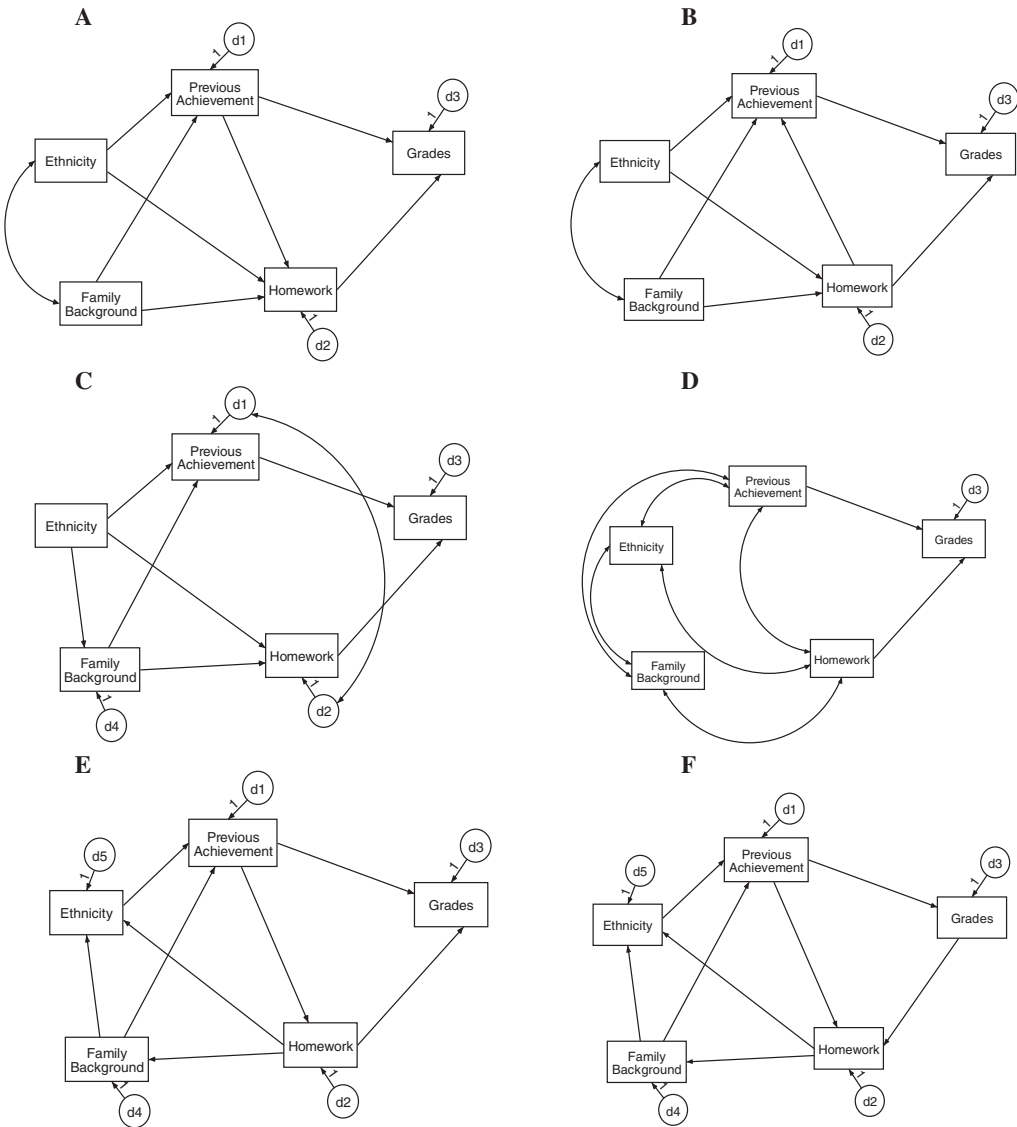 A
d1
1
Previous
Achievement
d3
1
Grades
Ethnicity
Family
Background
Homework
1
d2
B
d1
1
Previous
Achievement
d3
1
Grades
Ethnicity
Family
Background
Homework
1
d2
C
d1
1
Previous
Achievement
d3
1
Grades
Ethnicity
Family
Background
Homework
1
d2
1
d4
D
Previous
Achievement
d3
1
Grades
Ethnicity
Family
Background
Homework
E
d1
1
Previous
Achievement
d5
1
Ethnicity
d3
1
Grades
Family
Background
Homework
1
d4
1
d2
F
d1
1
Previous
Achievement
d5
1
Ethnicity
d3
1
Grades
Family
Background
Homework
1
d4
1
d2